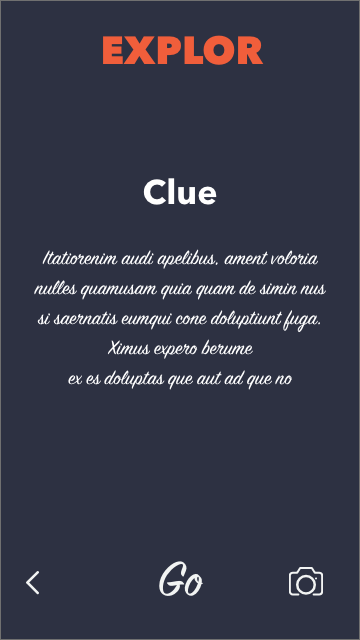 EXPLOR
Clue
Itatiorenim audi apelibus, ament voloria
nulles quamusam quia quam de simin nus
si saernatis eumqui cone doluptiunt fuga.
Ximus expero berume
ex es doluptas que aut ad que no
Go